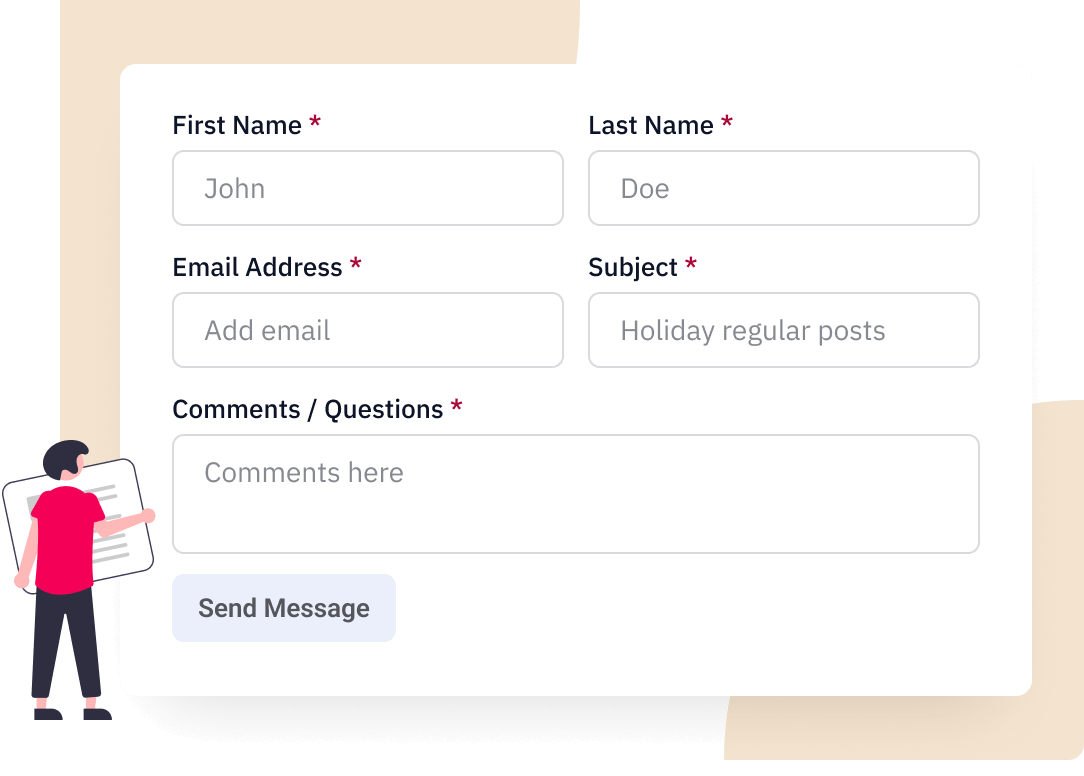 First Name *
Last Name *
John
Doe
Email Address *
Subject *
Add email
Holiday regular posts
Comments / Questions *
Comments here
Send Message